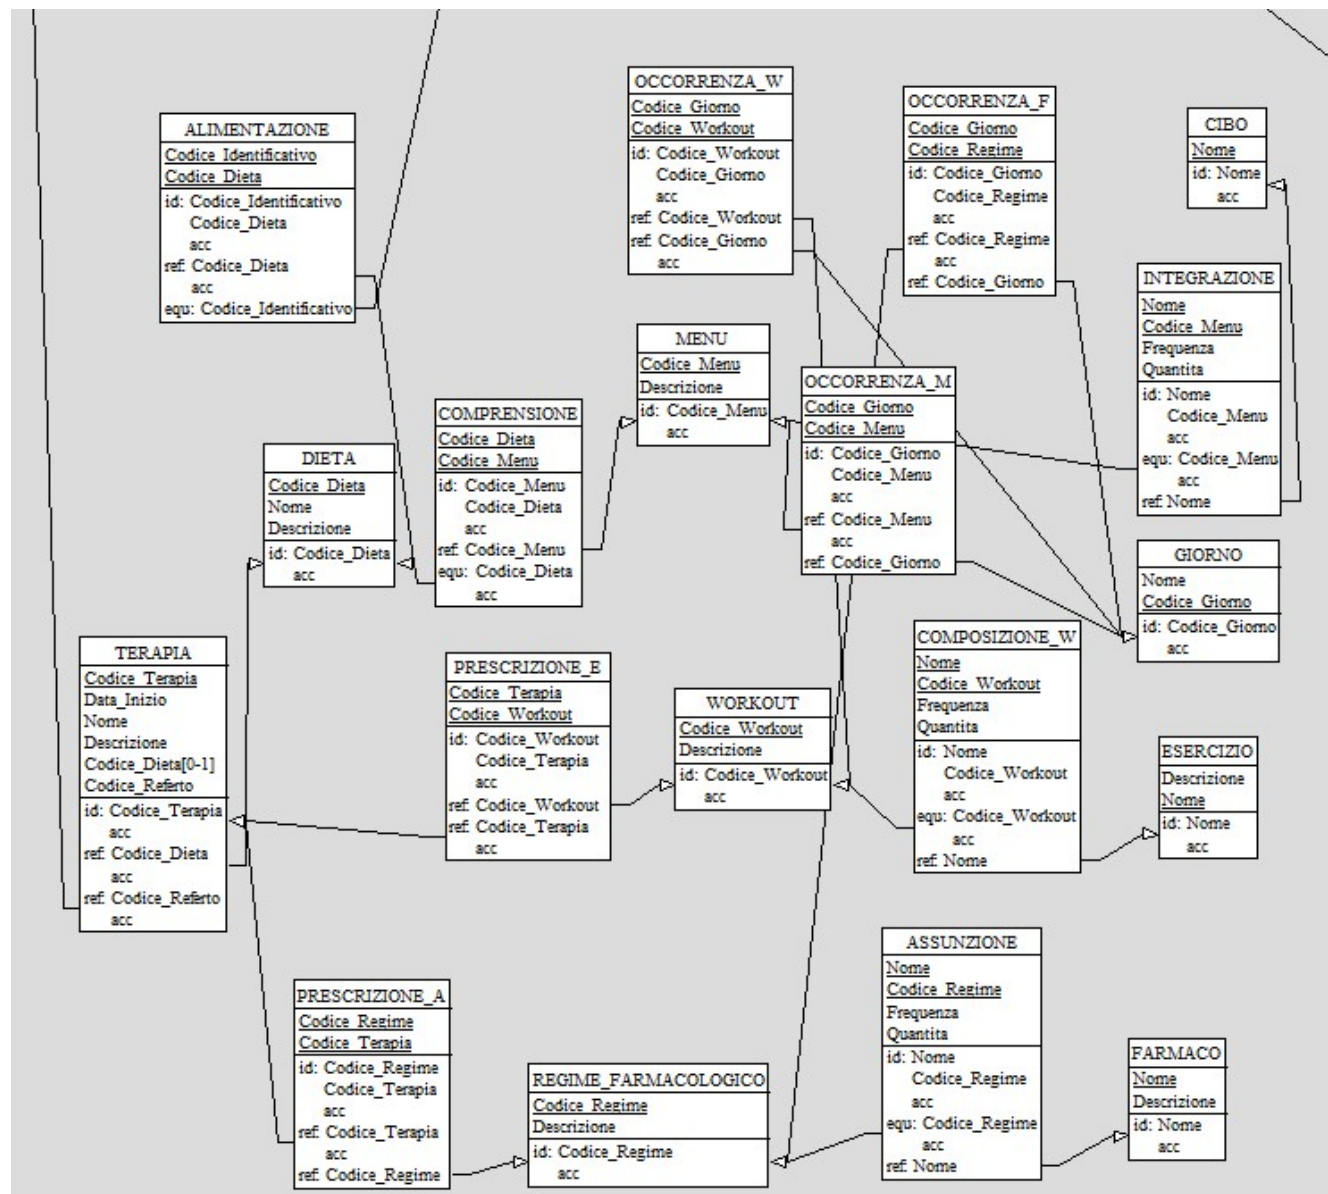 OCCORRENZA_W
Codice_Giorno
Codice_Workout
id: Codice_Workout
Codice_Giorno
acc
ref: Codice_Workout
ref: Codice_Giorno
acc
OCCORRENZA_F
Codice_Giorno
Codice_Regime
id: Codice_Giorno
Codice_Regime
acc
ref: Codice_Regime
acc
ref: Codice_Giorno
CIBO
Nome
id: Nome
acc
ALIMENTAZIONE
Codice_Identificativo
Codice_Dieta
id: Codice_Identificativo
Codice_Dieta
acc
ref: Codice_Dieta
acc
equ: Codice_Identificativo
INTEGRAZIONE
Nome
Codice_Menu
Frequenza
Quantita
id: Nome
Codice_Menu
acc
equ: Codice_Menu
acc
ref: Nome
MENU
Codice_Menu
Descrizione
id: Codice_Menu
acc
OCCORRENZA_M
Codice_Giorno
Codice_Menu
id: Codice_Giorno
Codice_Menu
acc
ref: Codice_Menu
acc
ref: Codice_Giorno
COMPRENSIONE
Codice_Dieta
Codice_Menu
id: Codice_Menu
Codice_Dieta
acc
ref: Codice_Menu
equ: Codice_Dieta
acc
DIETA
Codice_Dieta
Nome
Descrizione
id: Codice_Dieta
acc
GIORNO
Nome
Codice_Giorno
id: Codice_Giorno
acc
TERAPIA
Codice_Terapia
Data_Inizio
Nome
Descrizione
Codice_Dieta[0-1]
Codice_Referto
id: Codice_Terapia
acc
ref: Codice_Dieta
acc
ref: Codice_Referto
acc
PRESCRIZIONE_E
Codice_Terapia
Codice_Workout
id: Codice_Workout
Codice_Terapia
acc
ref: Codice_Workout
ref: Codice_Terapia
acc
WORKOUT
Codice_Workout
Descrizione
id: Codice_Workout
acc
COMPOSIZIONE_W
Nome
Codice_Workout
Frequenza
Quantita
id: Nome
Codice_Workout
acc
equ: Codice_Workout
acc
ref: Nome
ESERCIZIO
Descrizione
Nome
id: Nome
acc
PRESCRIZIONE_A
Codice_Regime
Codice_Terapia
id: Codice_Regime
Codice_Terapia
acc
ref: Codice_Terapia
acc
ref: Codice_Regime
REGIME_FARMACOLOGICO
Codice_Regime
Descrizione
id: Codice_Regime
acc
ASSUNZIONE
Nome
Codice_Regime
Frequenza
Quantita
id: Nome
Codice_Regime
acc
equ: Codice_Regime
acc
ref: Nome
FARMACO
Nome
Descrizione
id: Nome
acc